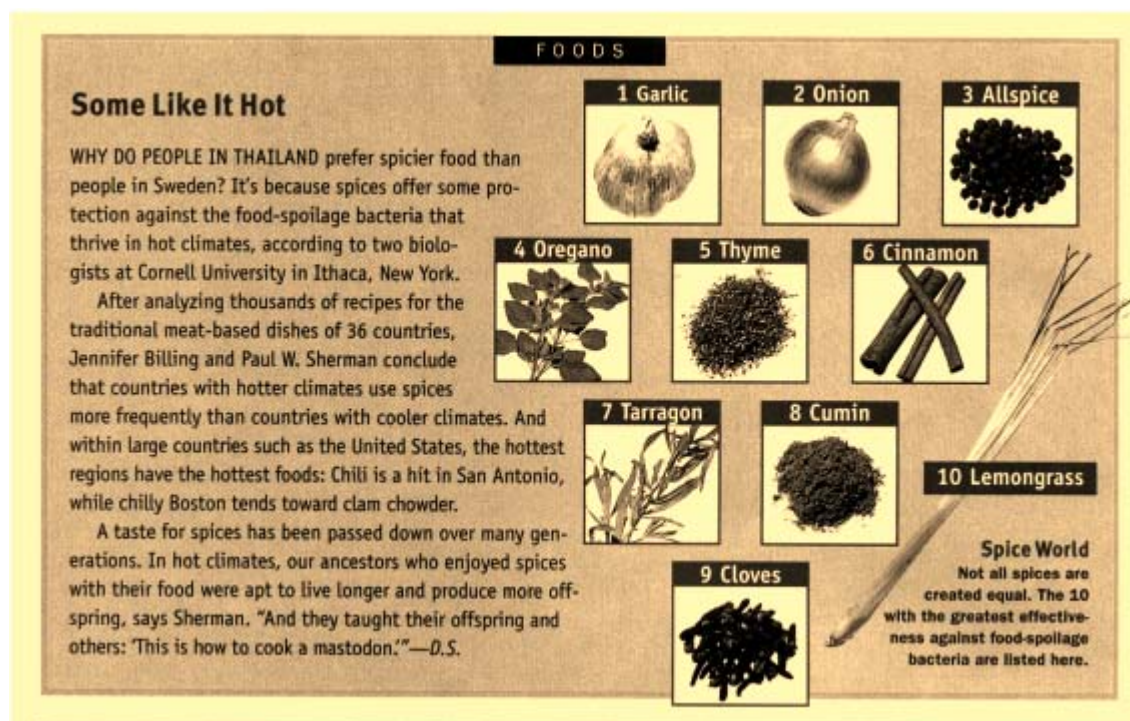 FOODS
Some Like It Hot
WHY DO PEOPLE IN THAILAND prefer spicier food than
people in Sweden? It's because spices offer some pro-
tection against the food-spoilage bacteria that
thrive in hot climates, according to two biolo-
gists at Cornell University in Ithaca, New York.
After analyzing thousands of recipes for the
traditional meat-based dishes of 36 countries,
Jennifer Billing and Paul W. Sherman conclude
that countries with hotter climates use spices
more frequently than countries with cooler climates. And
within large countries such as the United States, the hottest
regions have the hottest foods: Chili is a hit in San Antonio,
while chilly Boston tends toward clam chowder.
A taste for spices has been passed down over many gen-
erations. In hot climates, our ancestors who enjoyed spices
with their food were apt to live longer and produce more off-
spring, says Sherman. “And they taught their offspring and
others: ‘This is how to cook a mastodon.’”—D.S.
1 Garlic
2 Onion
3 Allspice
4 Oregano
5 Thyme
6 Cinnamon
7 Tarragon
8 Cumin
9 Cloves
10 Lemongrass
Spice World
Not all spices are
created equal. The 10
with the greatest effective-
ness against food-spoilage
bacteria are listed here.